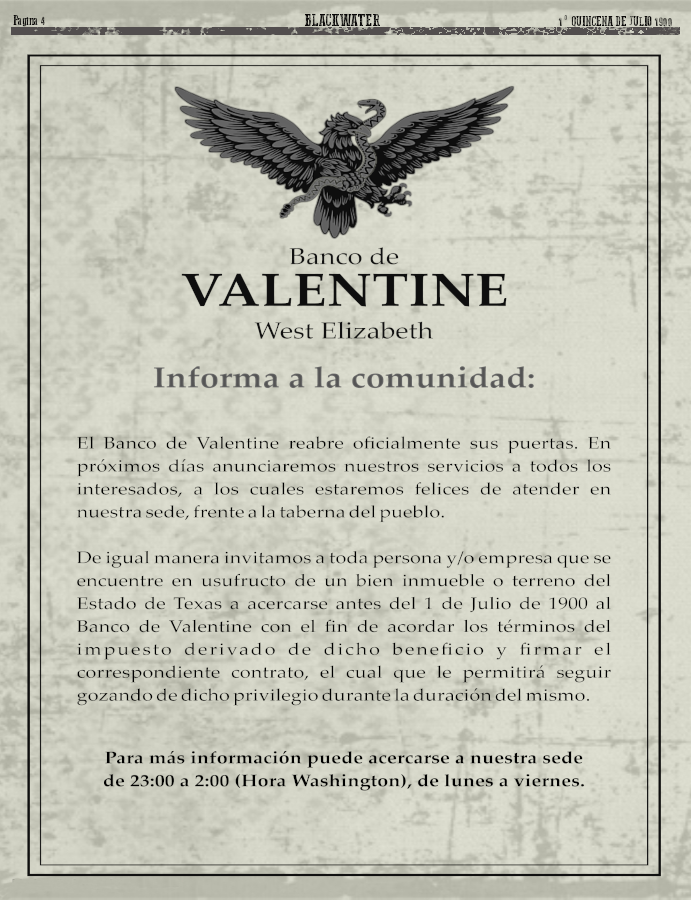 Pagina 4
BLACKWATER
1ª QUINCENA DE JULIO 1900
Banco de
VALENTINE
West Elizabeth
Informa a la comunidad:
El Banco de Valentine reabre oficialmente sus puertas. En
próximos días anunciaremos nuestros servicios a todos los
interesados, a los cuales estaremos felices de atender en
nuestra sede, frente a la taberna del pueblo.
De igual manera invitamos a toda persona y/o empresa que se
encuentre en usufructo de un bien inmueble o terreno del
Estado de Texas a acercarse antes del 1 de Julio de 1900 al
Banco de Valentine con el fin de acordar los términos del
impuesto derivado de dicho beneficio y firmar el
correspondiente contrato, el cual que le permitirá seguir
gozando de dicho privilegio durante la duración del mismo.
Para más información puede acercarse a nuestra sede
de 23:00 a 2:00 (Hora Washington), de lunes a viernes.